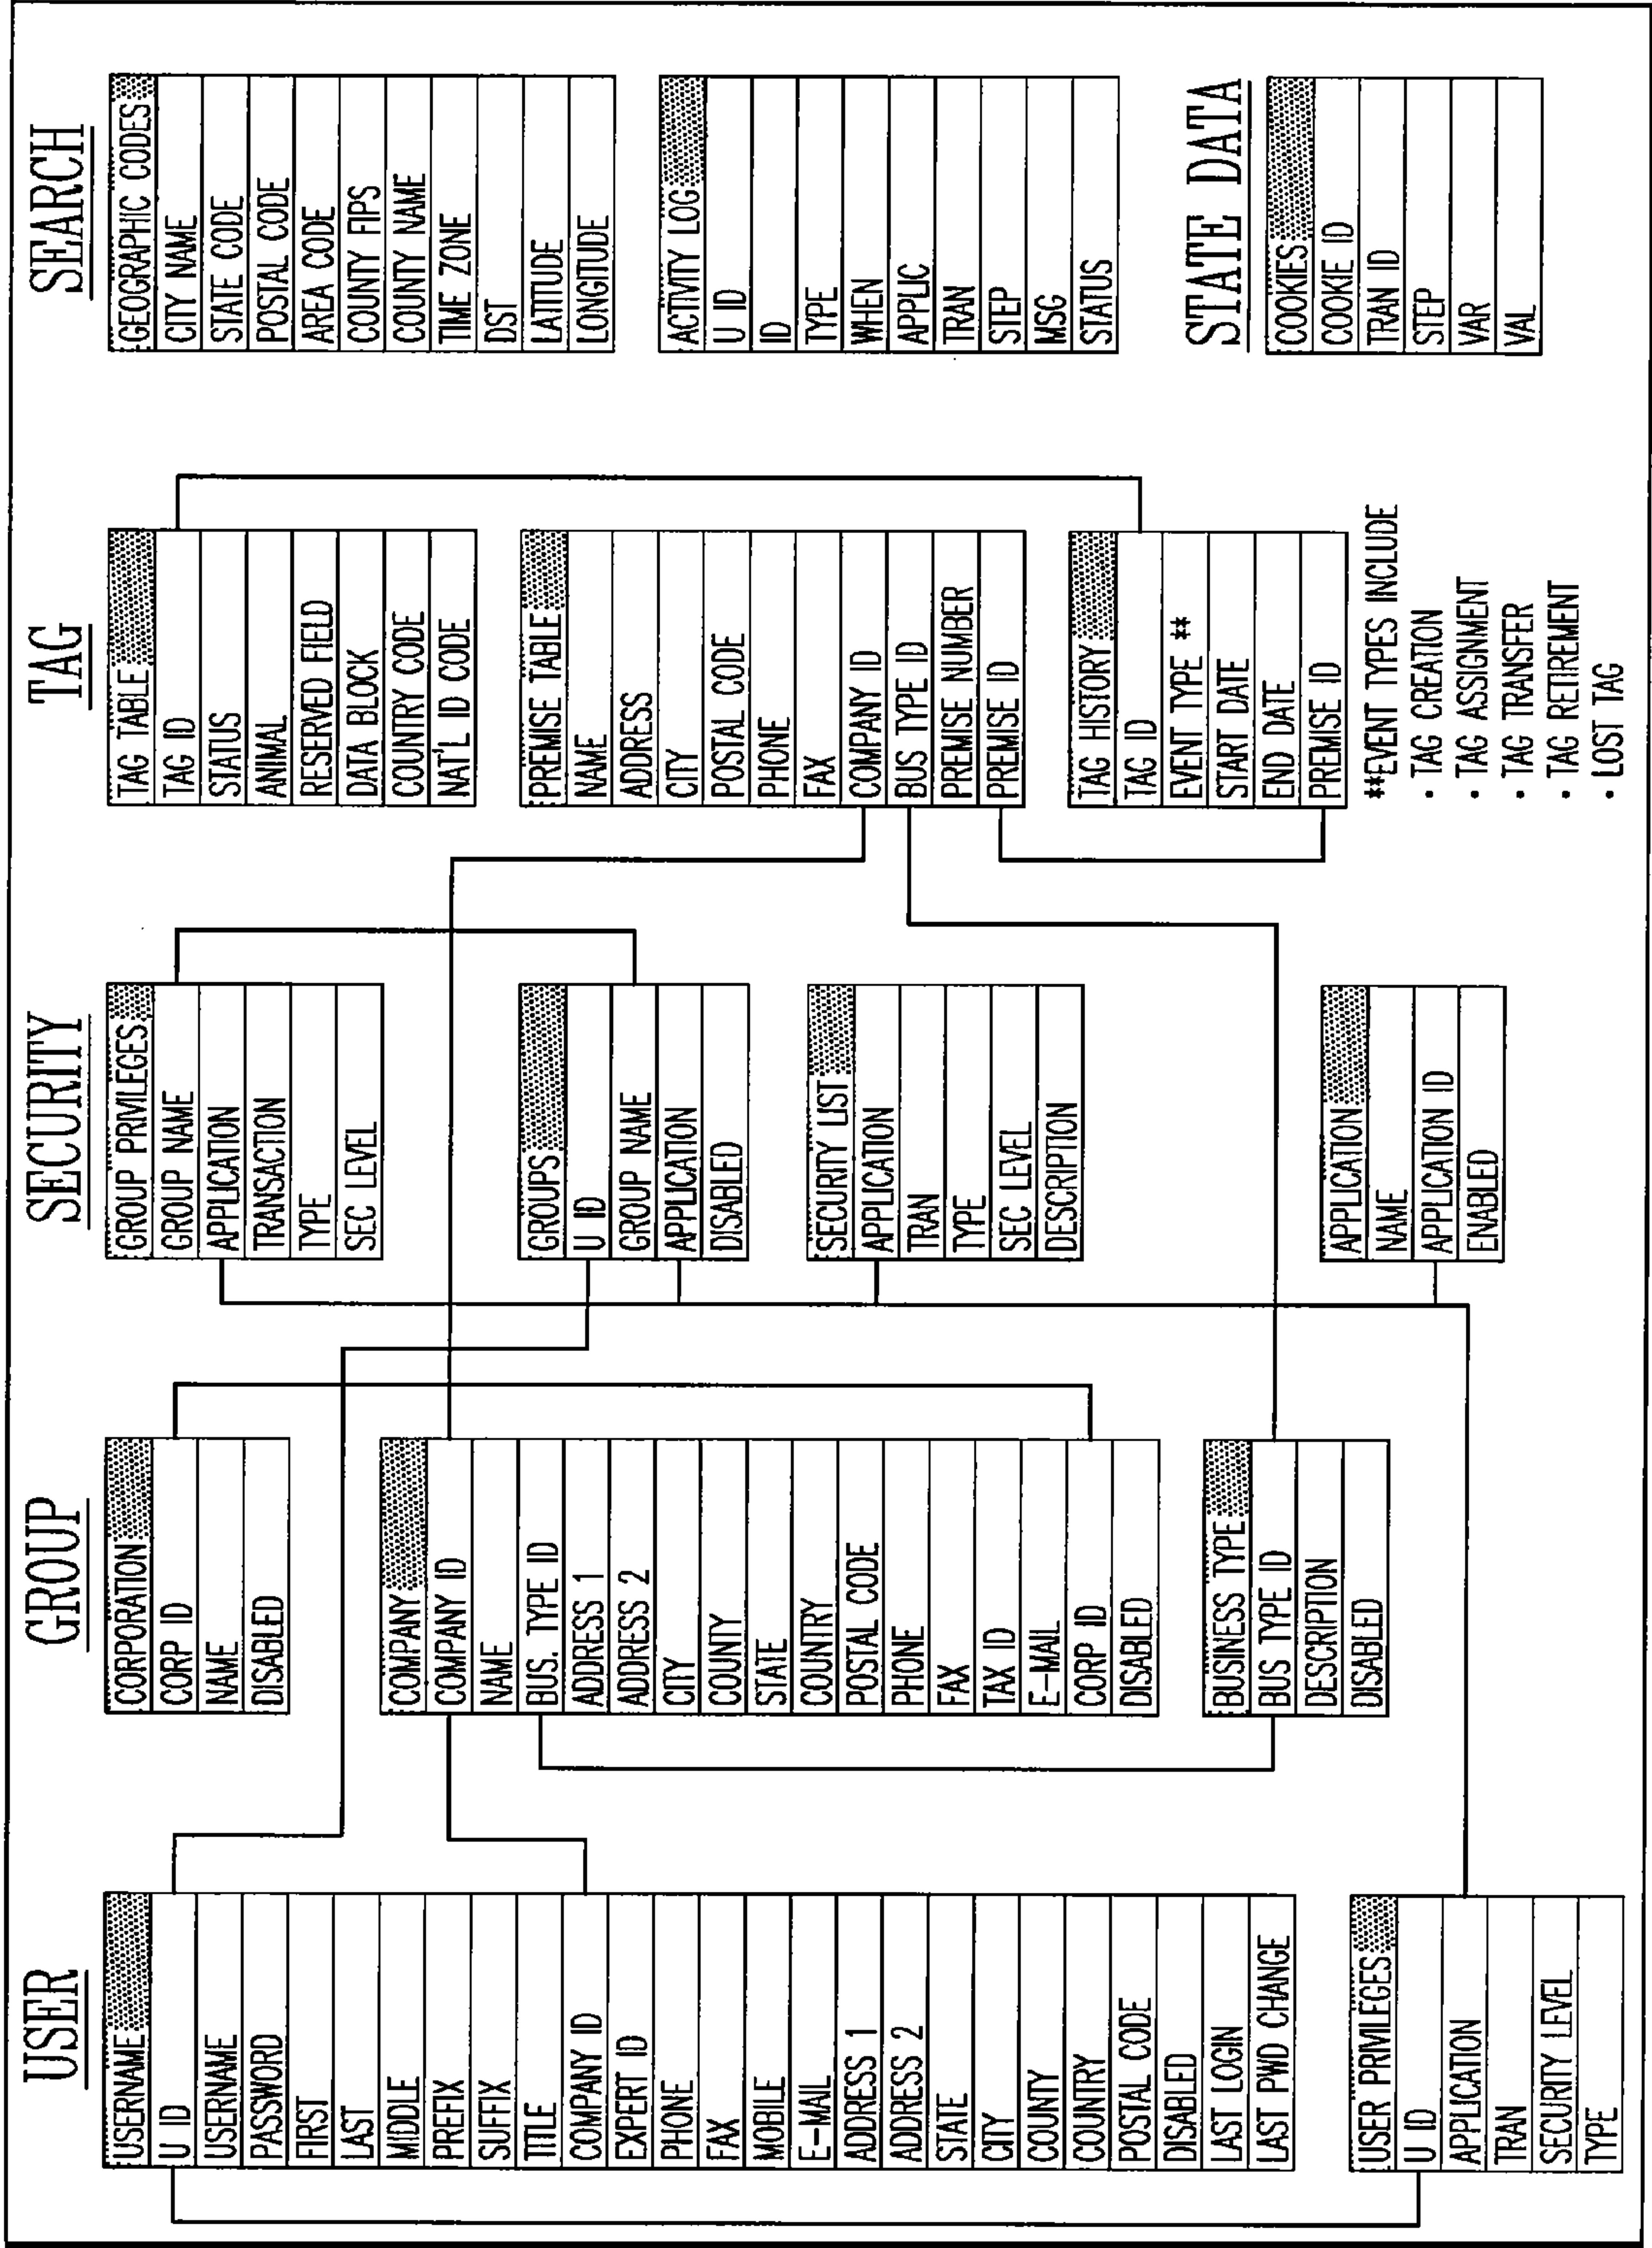 USER
USERNAME
U ID
USERNAME
PASSWORD
FIRST
LAST
MIDDLE
PREFIX
SUFFIX
TITLE
COMPANY ID
EXPERT ID
PHONE
FAX
MOBILE
E-MAIL
ADDRESS 1
ADDRESS 2
STATE
CITY
COUNTY
COUNTRY
POSTAL CODE
DISABLED
LAST LOGIN
LAST PWD CHANGE
USER PRIVILEGES
U ID
APPLICATION
TRAN
SECURITY LEVEL
TYPE
GROUP
CORPORATION
CORP ID
NAME
DISABLED
COMPANY
COMPANY ID
NAME
BUS. TYPE ID
ADDRESS 1
ADDRESS 2
CITY
COUNTY
STATE
COUNTRY
POSTAL CODE
PHONE
FAX
TAX ID
E-MAIL
CORP ID
DISABLED
BUSINESS TYPE
BUS TYPE ID
DESCRIPTION
DISABLED
SECURITY
GROUP PRIVILEGES
GROUP NAME
APPLICATION
TRANSACTION
TYPE
SEC LEVEL
GROUPS
U ID
GROUP NAME
APPLICATION
DISABLED
SECURITY LIST
APPLICATION
TRAN
TYPE
SEC LEVEL
DESCRIPTION
APPLICATION
NAME
APPLICATION ID
ENABLED
TAG
TAG TABLE
TAG ID
STATUS
ANIMAL
RESERVED FIELD
DATA BLOCK
COUNTRY CODE
NAT'L ID CODE
PREMISE TABLE
NAME
ADDRESS
CITY
POSTAL CODE
PHONE
FAX
COMPANY ID
BUS TYPE ID
PREMISE NUMBER
PREMISE ID
TAG HISTORY
TAG ID
EVENT TYPE **
START DATE
END DATE
PREMISE ID
**EVENT TYPES INCLUDE
• TAG CREATION
• TAG ASSIGNMENT
• TAG TRANSFER
• TAG RETIREMENT
• LOST TAG
SEARCH
GEOGRAPHIC CODES
CITY NAME
STATE CODE
POSTAL CODE
AREA CODE
COUNTY FIPS
COUNTY NAME
TIME ZONE
DST
LATITUDE
LONGITUDE
ACTIVITY LOG
U ID
ID
TYPE
WHEN
APPLIC
TRAN
STEP
MSG
STATUS
STATE DATA
COOKIES
COOKIE ID
TRAN ID
STEP
VAR
VAL